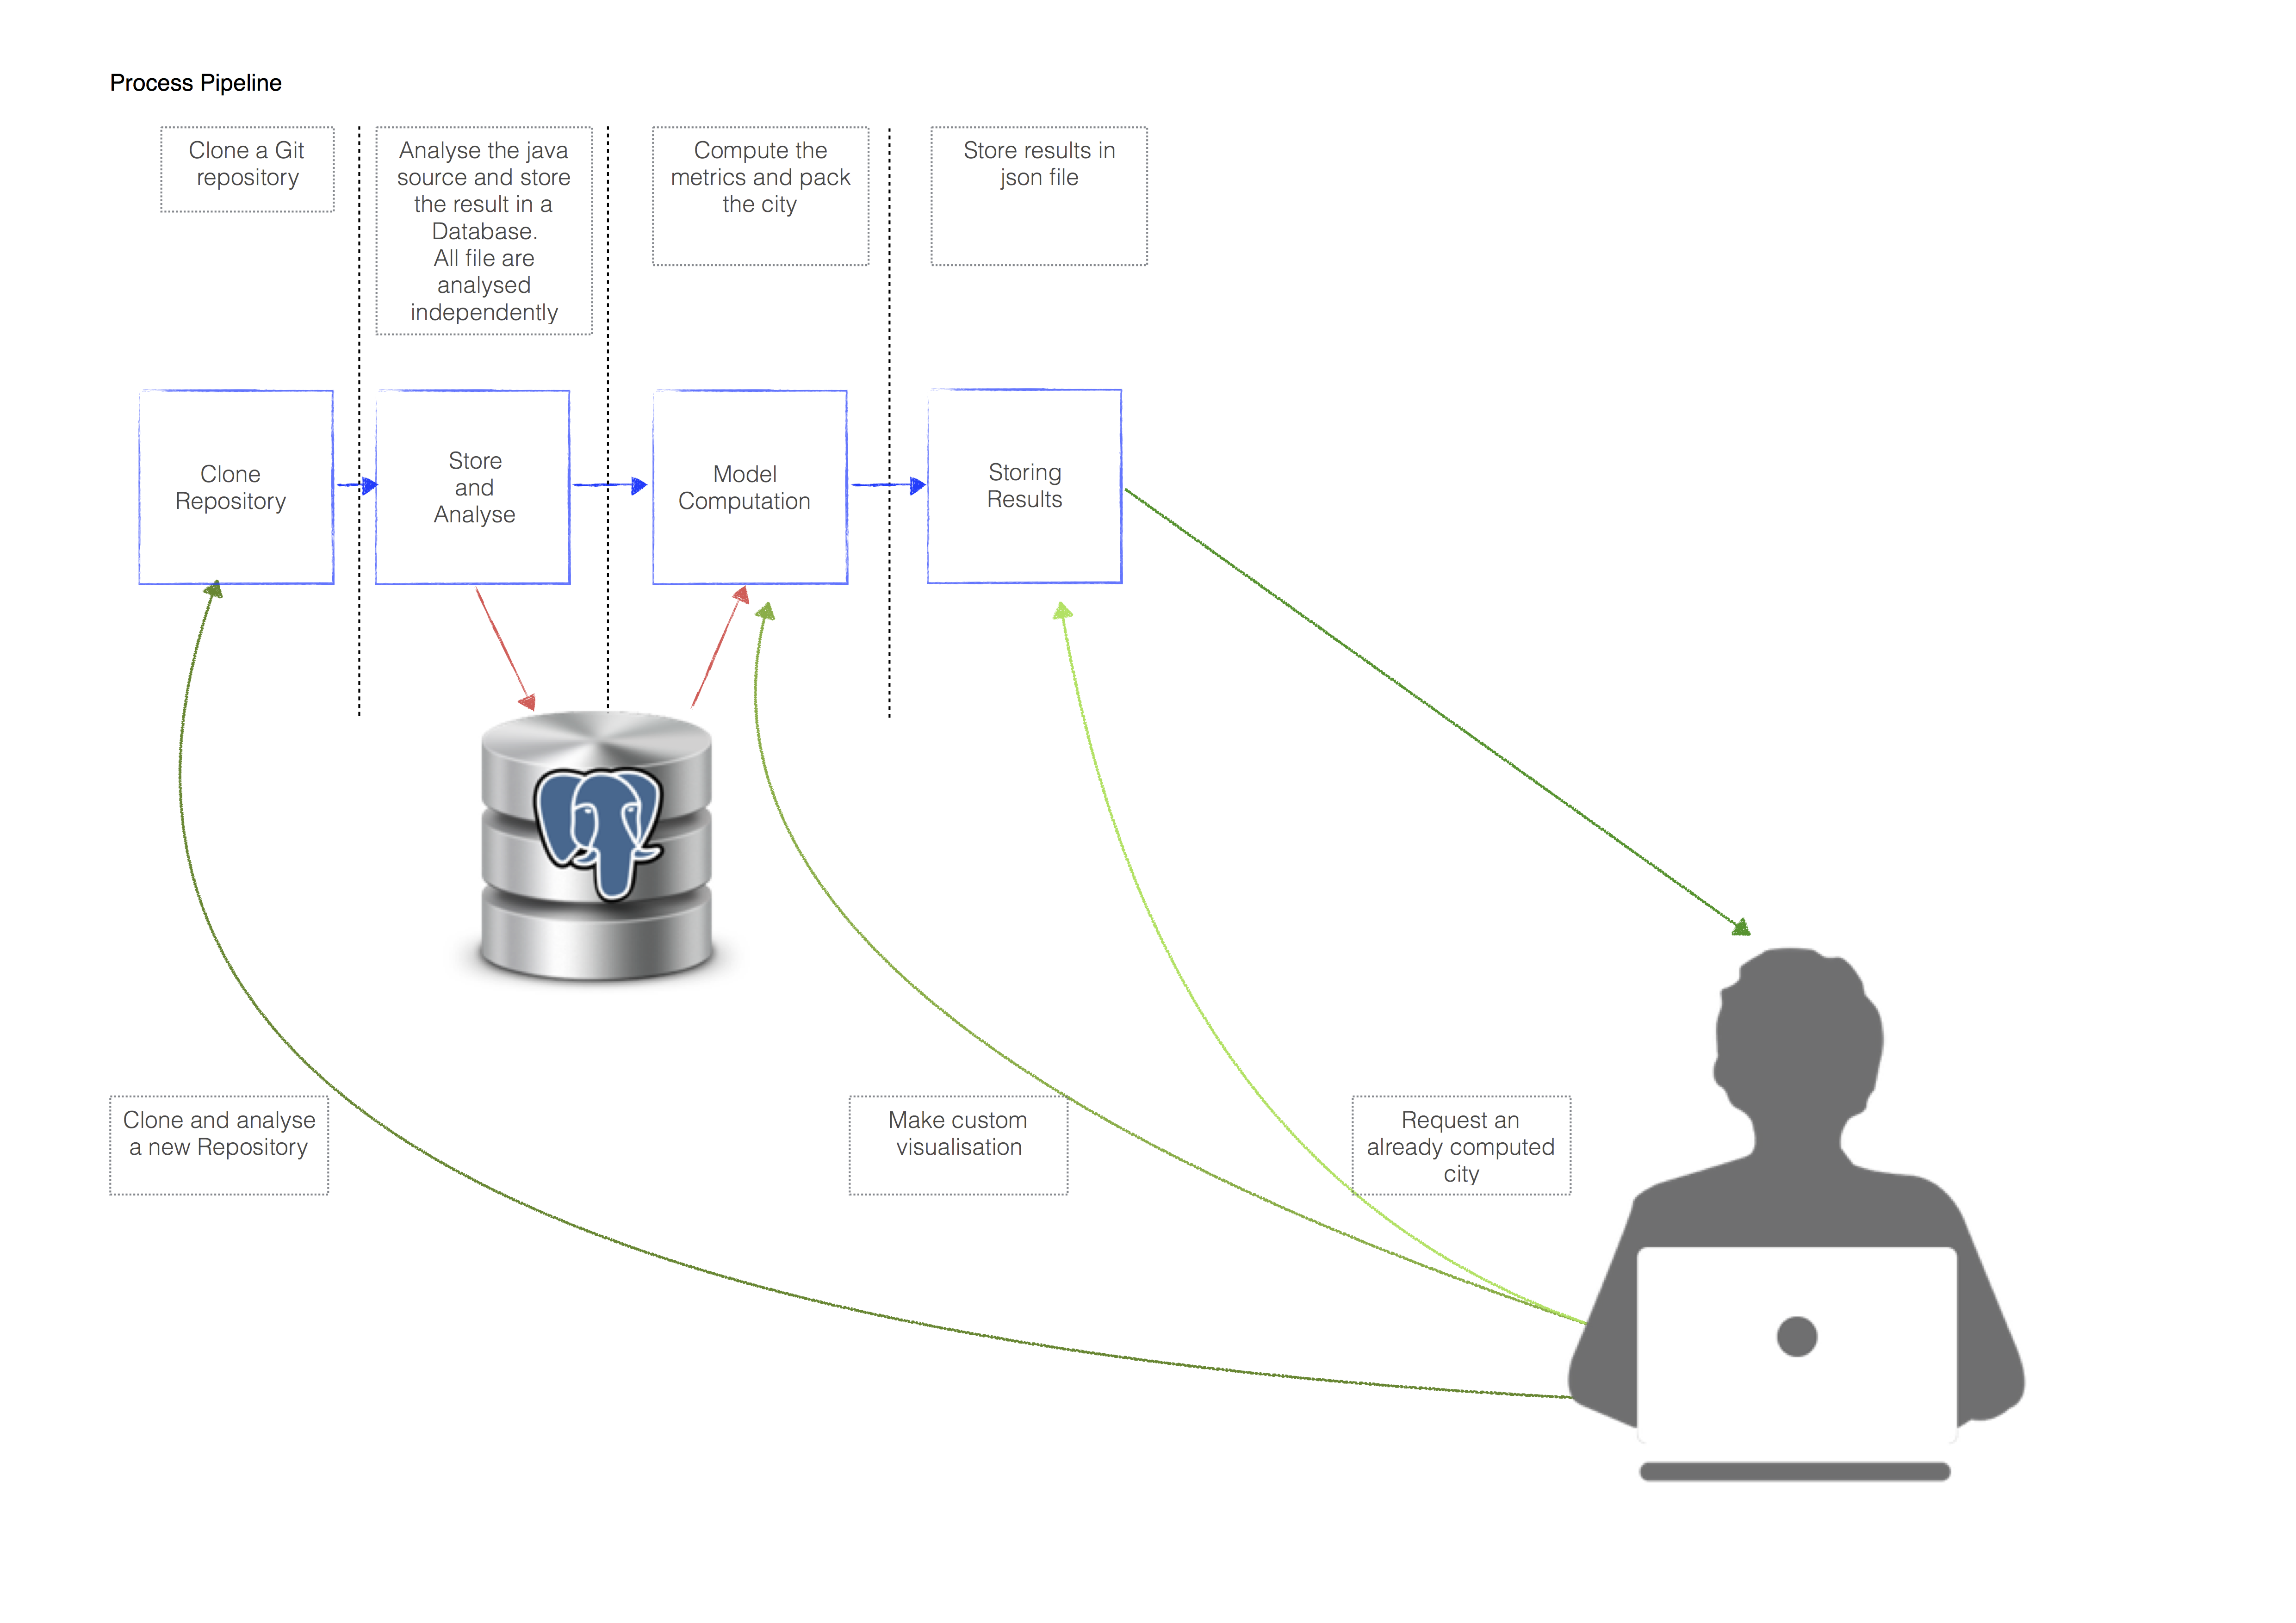 Process Pipeline
Clone a Git
repository
Analyse the java
source and store
the result in a
Database.
All file are
analysed
independently
Compute the
metrics and pack
the city
Store results in
json file
Clone
Repository
Store
and
Analyse
Model
Computation
Storing
Results
Clone and analyse
a new Repository
Make custom
visualisation
Request an
already computed
city